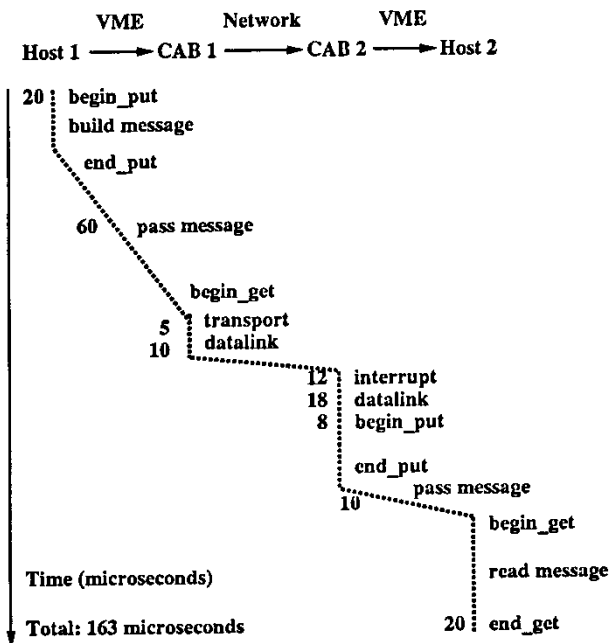 VME Network VME
Host 1 CAB 1 CAB 2 Host 2
20 begin_put
build message
end_put
60 pass message
begin_get
5 transport
10 datalink
12 interrupt
18 datalink
8 begin_put
end_put
pass message
10
begin_get
Time (microseconds)
read message
Total: 163 microseconds
20 end_get